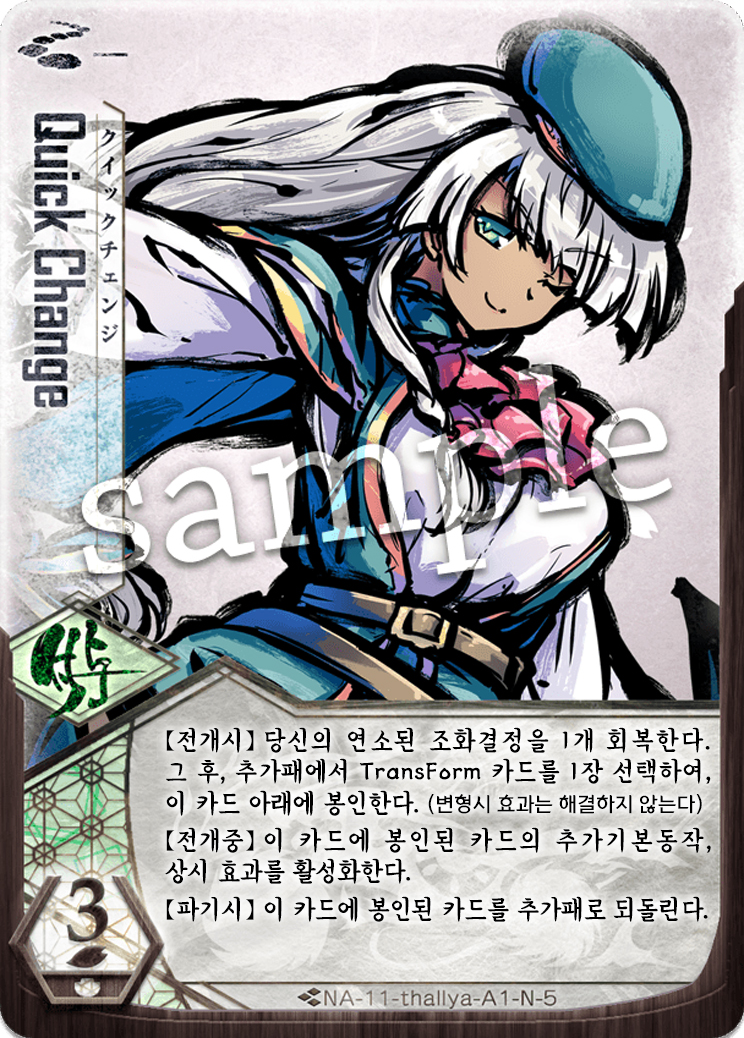 Quick Change
クイックチェンジ
sample
부여
【전개시】당신의 연소된 조화결정을 1개 회복한다.
그 후, 추가패에서 TransForm 카드를 1장 선택하여,
이 카드 아래에 봉인한다. (변형시 효과는 해결하지 않는다)
【전개중】이 카드에 봉인된 카드의 추가기본동작,
상시 효과를 활성화한다.
【파기시】이 카드에 봉인된 카드를 추가패로 되돌린다.
3
NA-11-thallya-A1-N-5